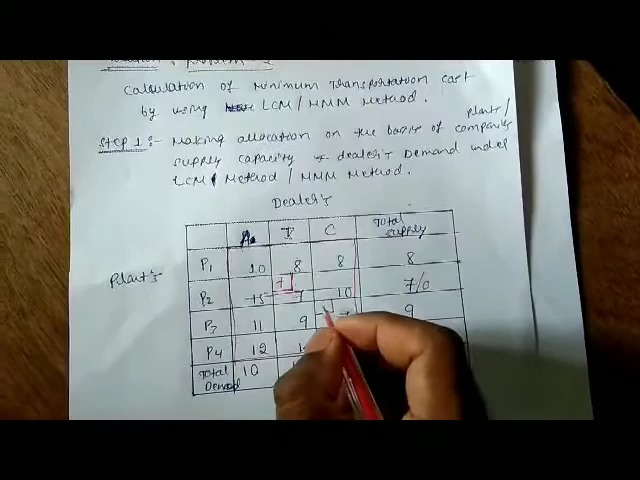 Calculation of Minimum Transportation cost
by using LCM / MMM Method.
Step 1:- Making allocation on the basis of Company's
Plant's /
supply capacity & dealer's Demand under
LCM Method / MMM Method.
Dealer's
A C Total supply
Plant's
P1 10 8 8 8
P2 15 7 7 10 7/0
P3 11 9 9
P4 12
Total Demand 10